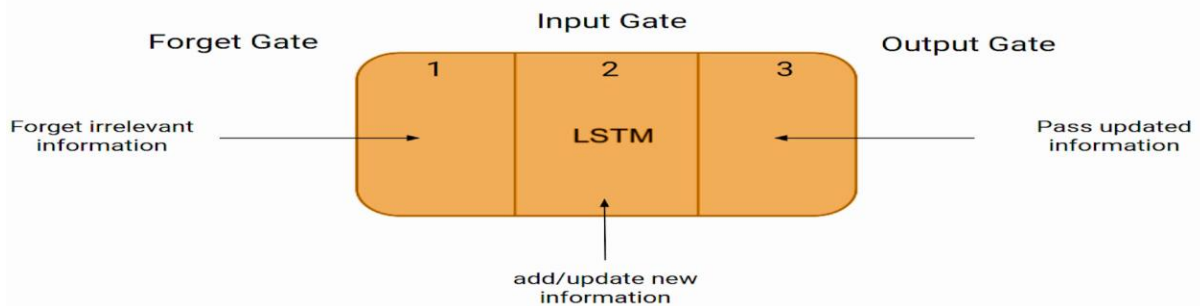 Input Gate
Forget Gate
Output Gate
1
2
3
Forget irrelevant
information
LSTM
Pass updated
information
add/update new
information